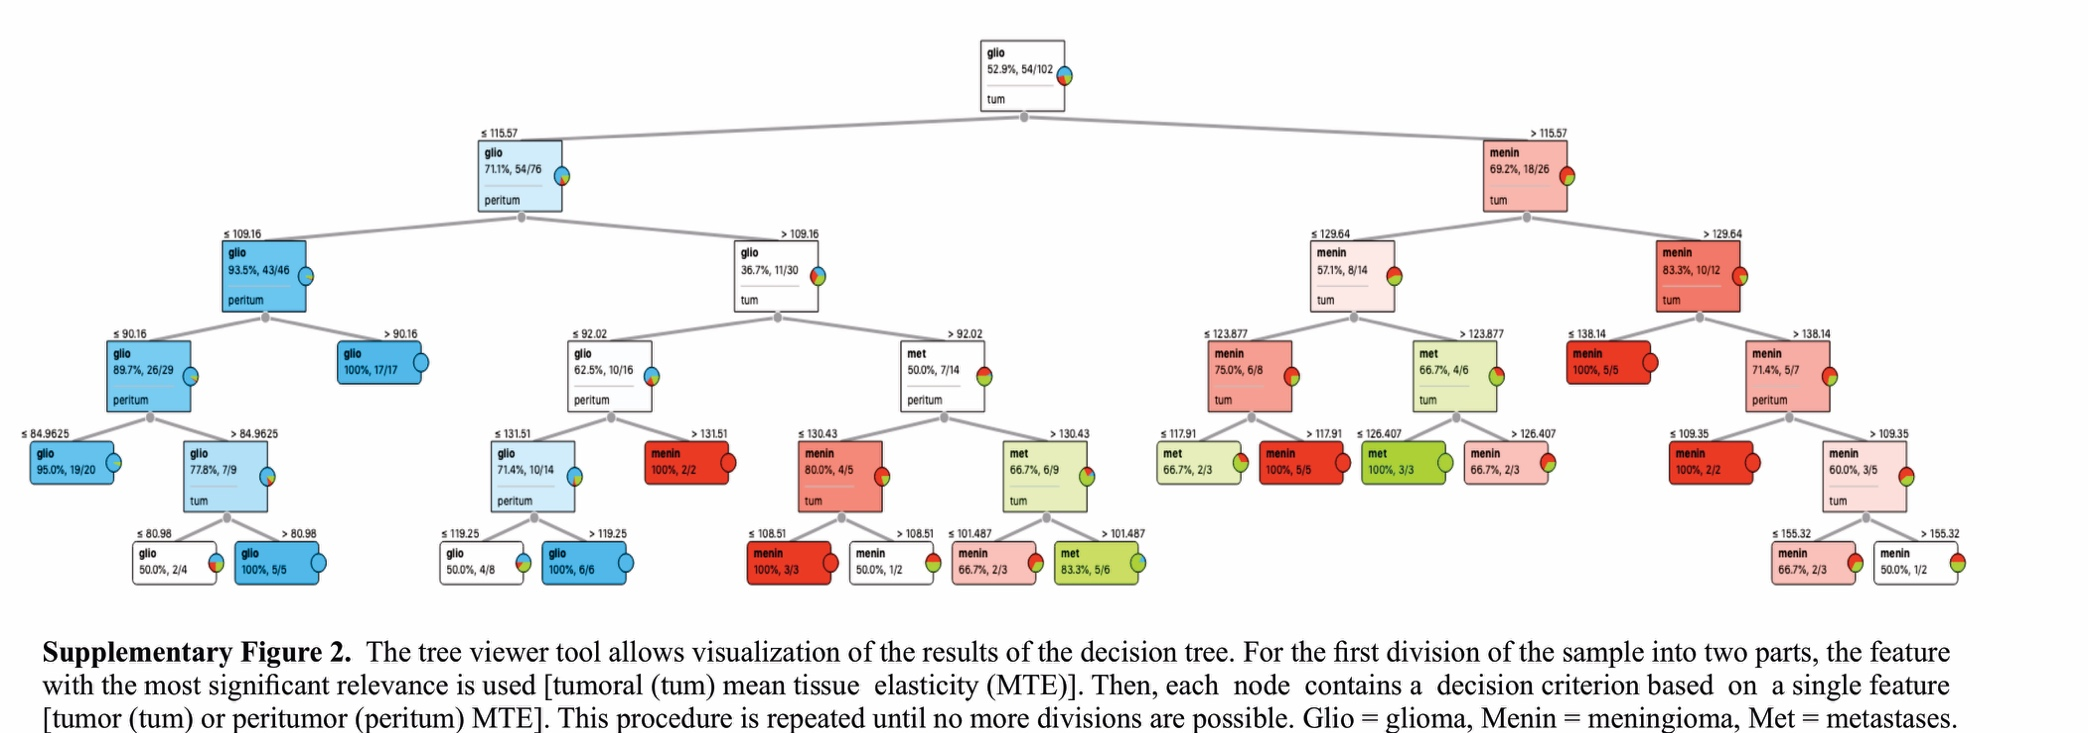 glio
52.9%, 54/102
tum
≤ 115.57 > 115.57
glio menin
71.1%, 54/76 69.2%, 18/26
peritum tum
≤ 109.16 > 109.16 ≤ 129.64 > 129.64
glio glio menin menin
93.5%, 43/46 36.7%, 11/30 57.1%, 8/14 83.3%, 10/12
peritum tum tum tum
≤ 90.16 > 90.16 ≤ 92.02 > 92.02 ≤ 123.877 > 123.877 ≤ 138.14 > 138.14
glio glio glio met menin met menin menin
89.7%, 26/29 100%, 17/17 62.5%, 10/16 50.0%, 7/14 75.0%, 6/8 66.7%, 4/6 100%, 5/5 71.4%, 5/7
peritum peritum peritum tum tum peritum
≤ 84.9625 > 84.9625 ≤ 131.51 > 131.51 ≤ 130.43 > 130.43 ≤ 117.91 > 117.91 ≤ 126.407 > 126.407 ≤ 109.35 > 109.35
glio glio glio menin menin met met menin met menin menin menin
95.0%, 19/20 77.8%, 7/9 71.4%, 10/14 100%, 2/2 80.0%, 4/5 66.7%, 6/9 66.7%, 2/3 100%, 5/5 100%, 3/3 66.7%, 2/3 100%, 2/2 60.0%, 3/5
tum peritum tum tum tum
≤ 80.98 > 80.98 ≤ 119.25 > 119.25 ≤ 108.51 > 108.51 ≤ 101.487 > 101.487 ≤ 155.32 > 155.32
glio glio glio glio menin menin menin met menin menin
50.0%, 2/4 100%, 5/5 50.0%, 4/8 100%, 6/6 100%, 3/3 50.0%, 1/2 66.7%, 2/3 83.3%, 5/6 66.7%, 2/3 50.0%, 1/2
Supplementary Figure 2. The tree viewer tool allows visualization of the results of the decision tree. For the first division of the sample into two parts, the feature
with the most significant relevance is used [tumoral (tum) mean tissue elasticity (MTE)]. Then, each node contains a decision criterion based on a single feature
[tumor (tum) or peritumor (peritum) MTE]. This procedure is repeated until no more divisions are possible. Glio = glioma, Menin = meningioma, Met = metastases.